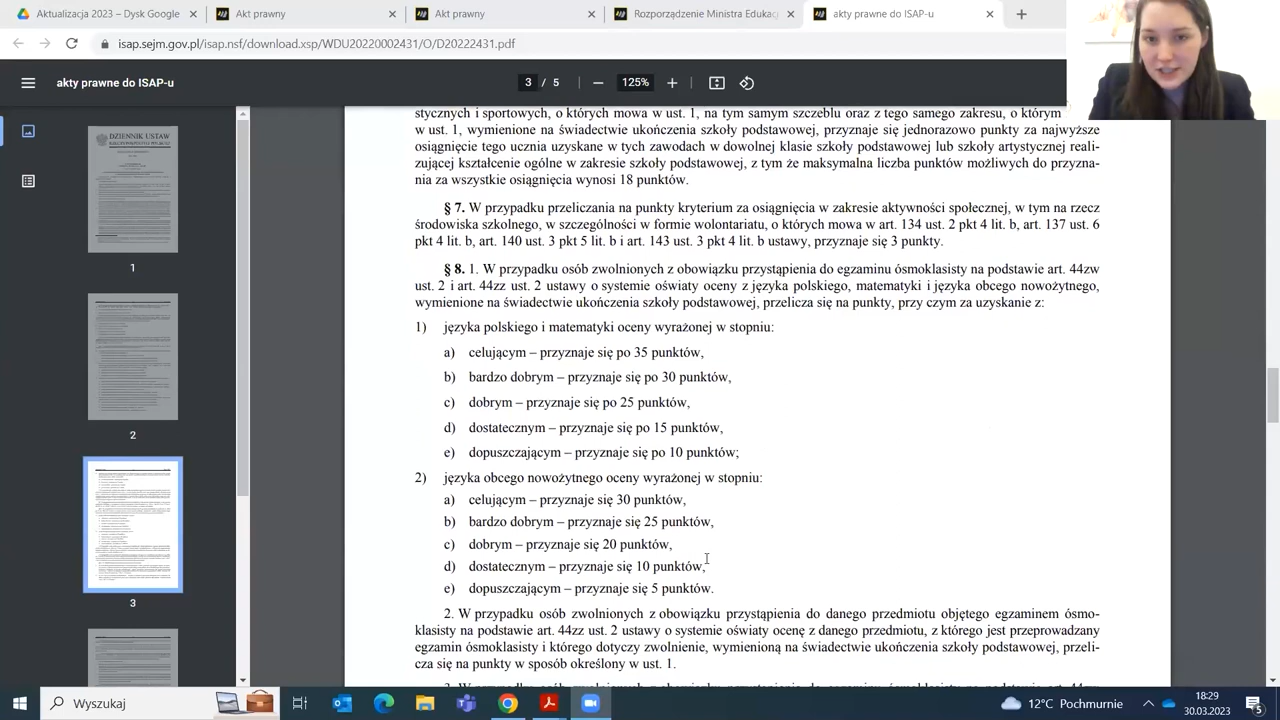 Aktualizacja 2023 – Dysk Google
Akt prawny
Akt prawny
Rozporządzenie Ministra Edukac
akty prawne do ISAP-u
isap.sejm.gov.pl/isap.nsf/download.xsp/WDU20220002431/O/D20222431.pdf
akty prawne do ISAP-u
3 / 5
125%
DZIENNIK USTAW
1
2
3
stycznych i sportowych, o których mowa w ust. 1, na tym samym szczeblu oraz z tego samego zakresu, o którym
w ust. 1, wymienione na świadectwie ukończenia szkoły podstawowej, przyznaje się jednorazowo punkty za najwyższe
osiągnięcie tego ucznia uzyskane w tych zawodach w dowolnej klasie szkoły podstawowej lub szkoły artystycznej reali-
zującej kształcenie ogólne w zakresie szkoły podstawowej, z tym że maksymalna liczba punktów możliwych do przyzna-
nia za wszystkie osiągnięcia wynosi 18 punktów.
§ 7. W przypadku przeliczania na punkty kryterium za osiągnięcia w zakresie aktywności społecznej, w tym na rzecz
środowiska szkolnego, w szczególności w formie wolontariatu, o których mowa w art. 134 ust. 2 pkt 4 lit. b, art. 137 ust. 6
pkt 4 lit. b, art. 140 ust. 3 pkt 5 lit. b i art. 143 ust. 3 pkt 4 lit. b ustawy, przyznaje się 3 punkty.
§ 8. 1. W przypadku osób zwolnionych z obowiązku przystąpienia do egzaminu ósmoklasisty na podstawie art. 44zw
ust. 2 i art. 44zz ust. 2 ustawy o systemie oświaty oceny z języka polskiego, matematyki i języka obcego nowożytnego,
wymienione na świadectwie ukończenia szkoły podstawowej, przelicza się na punkty, przy czym za uzyskanie z:
1) języka polskiego i matematyki oceny wyrażonej w stopniu:
a) celującym – przyznaje się po 35 punktów,
b) bardzo dobrym – przyznaje się po 30 punktów,
c) dobrym – przyznaje się po 25 punktów,
d) dostatecznym – przyznaje się po 15 punktów,
e) dopuszczającym – przyznaje się po 10 punktów;
2) języka obcego nowożytnego oceny wyrażonej w stopniu:
a) celującym – przyznaje się 30 punktów,
b) bardzo dobrym – przyznaje się 25 punktów,
c) dobrym – przyznaje się 20 punktów,
d) dostatecznym – przyznaje się 10 punktów,
e) dopuszczającym – przyznaje się 5 punktów.
2. W przypadku osób zwolnionych z obowiązku przystąpienia do danego przedmiotu objętego egzaminem ósmo-
klasisty na podstawie art. 44zz ust. 2 ustawy o systemie oświaty ocenę z danego przedmiotu, z którego jest przeprowadzany
egzamin ósmoklasisty, i którego dotyczy zwolnienie, wymienioną na świadectwie ukończenia szkoły podstawowej, przeli-
cza się na punkty w sposób określony w ust. 1.
Wyszukaj
12°C Pochmurnie
18:29
30.03.2023
5